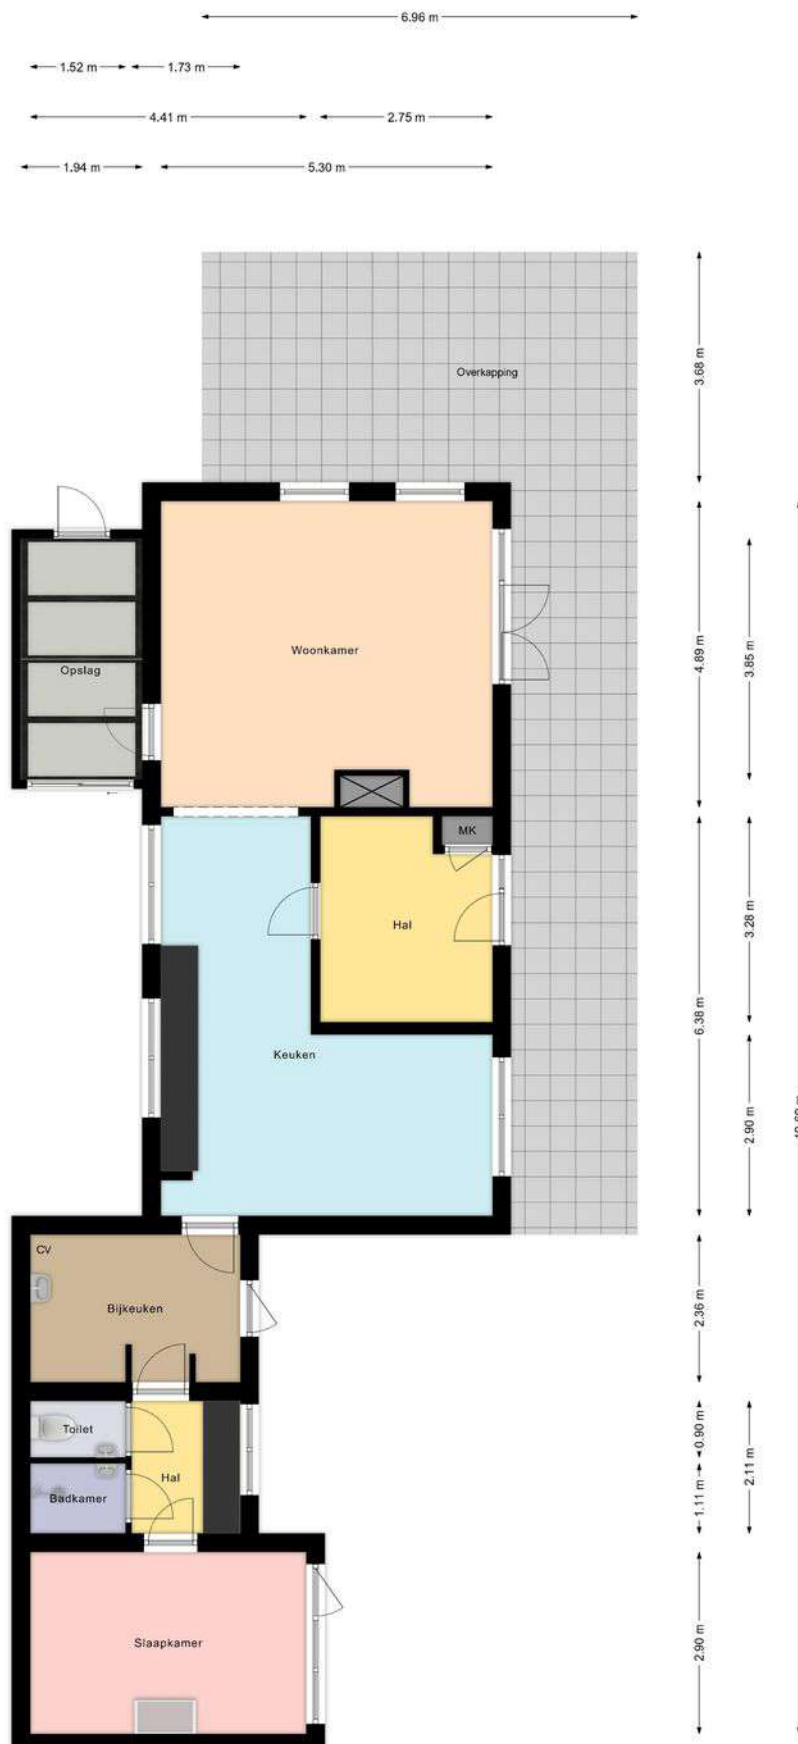 6.96 m
1.52 m
1.73 m
4.41 m
2.75 m
1.94 m
5.30 m
Overkapping
3.68 m
Woonkamer
4.89 m
3.85 m
Opslag
MK
Hal
3.28 m
6.38 m
Keuken
2.90 m
CV
Bijkeuken
2.36 m
Toilet
0.90 m
Hal
2.11 m
Badkamer
1.11 m
Slaapkamer
2.90 m